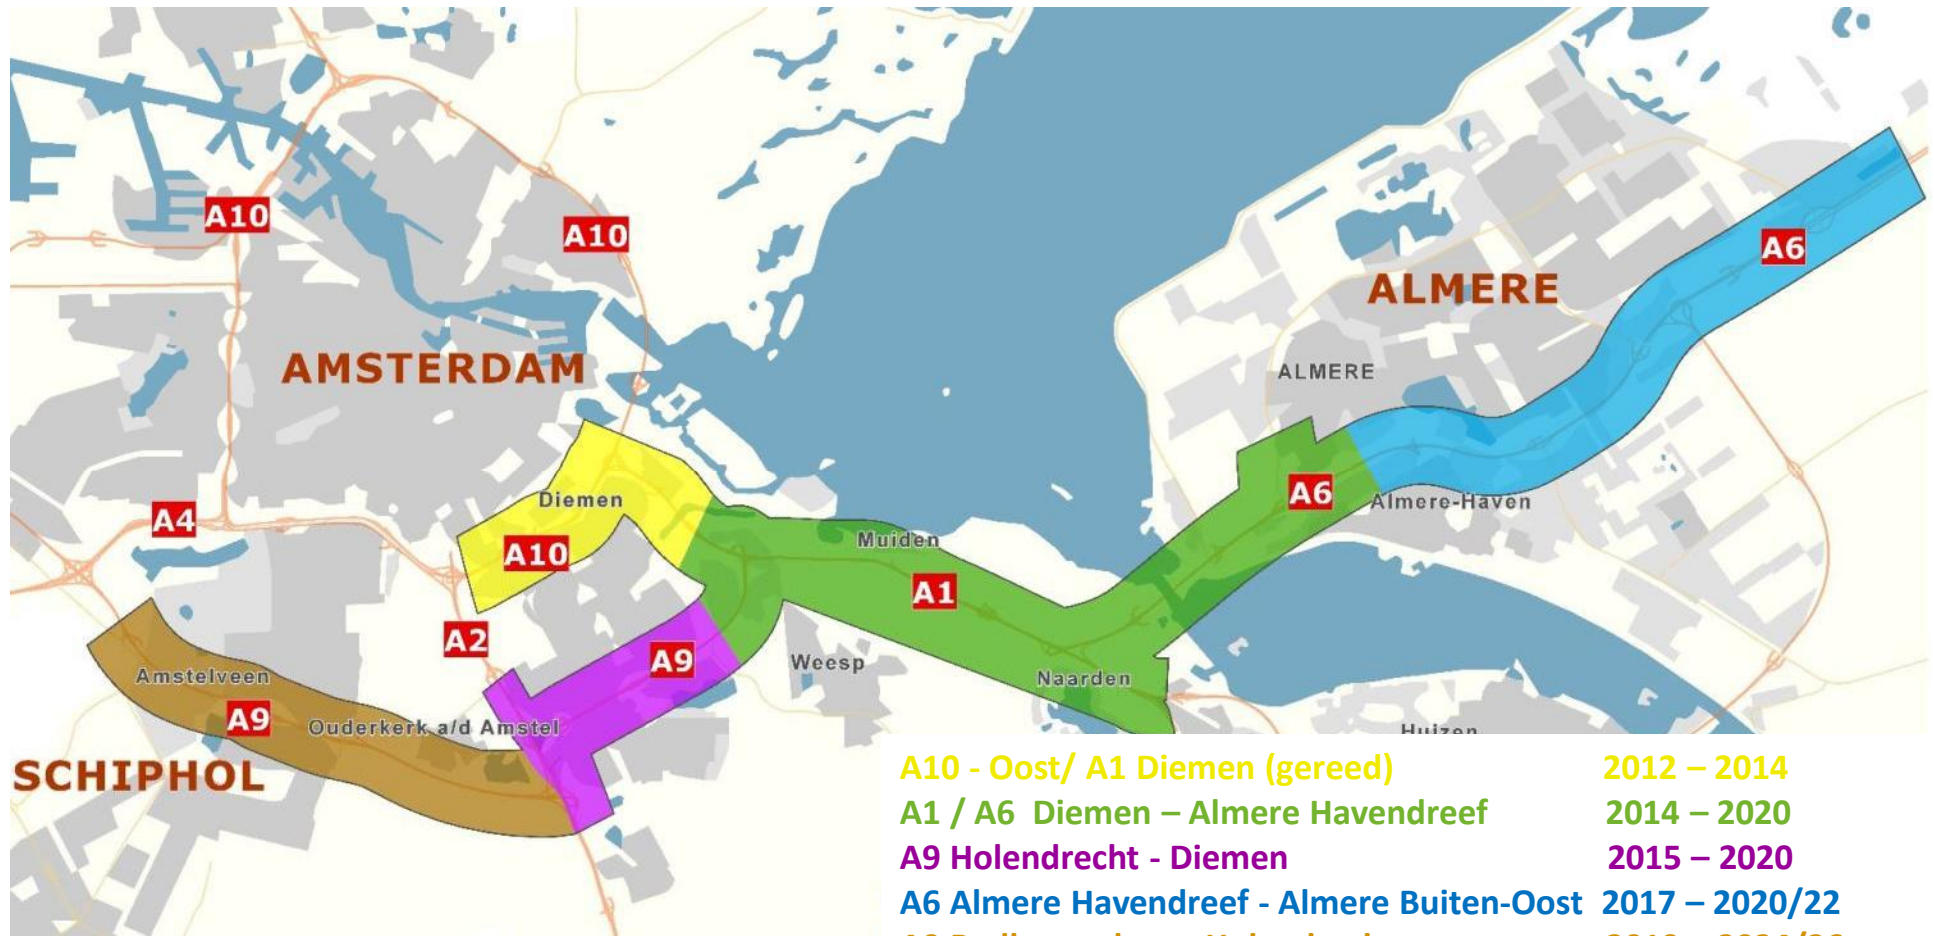 A10
A10
A6
ALMERE
AMSTERDAM
ALMERE
Diemen
A6
Almere-Haven
A4
Muiden
A10
A1
A2
A9
Weesp
Amstelveen
Naarden
A9
Ouderkerk a/d Amstel
Huizen
SCHIPHOL
A10 - Oost/ A1 Diemen (gereed) 2012 – 2014
A1 / A6 Diemen – Almere Havendreef 2014 – 2020
A9 Holendrecht - Diemen 2015 – 2020
A6 Almere Havendreef - Almere Buiten-Oost 2017 – 2020/22